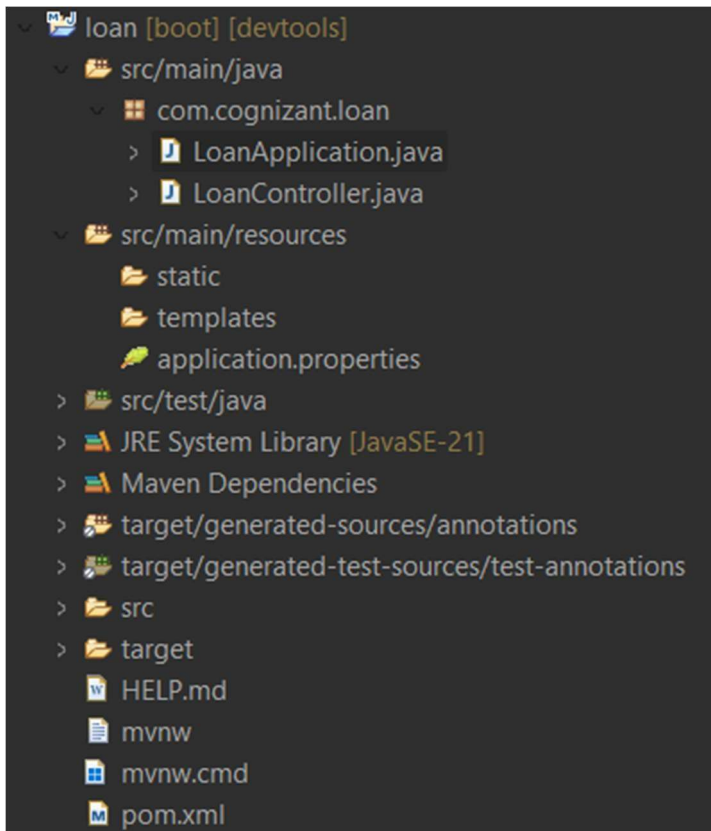 loan [boot] [devtools]
src/main/java
com.cognizant.loan
LoanApplication.java
LoanController.java
src/main/resources
static
templates
application.properties
src/test/java
JRE System Library [JavaSE-21]
Maven Dependencies
target/generated-sources/annotations
target/generated-test-sources/test-annotations
src
target
HELP.md
mvnw
mvnw.cmd
pom.xml